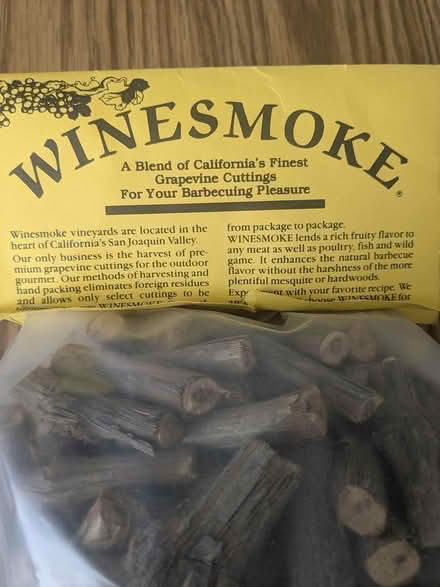 WINESMOKE®
A Blend of California's Finest
Grapevine Cuttings
For Your Barbecuing Pleasure
Winesmoke vineyards are located in the
heart of California's San Joaquin Valley.
Our only business is the harvest of pre-
mium grapevine cuttings for the outdoor
gourmet. Our methods of harvesting and
hand packing eliminates foreign residues
and allows only select cuttings to be
WINESMOKE
from package to package.
WINESMOKE lends a rich fruity flavor to
any meat as well as poultry, fish and wild
game. It enhances the natural barbecue
flavor without the harshness of the more
plentiful mesquite or hardwoods.
with your favorite recipe. We
choose WINESMOKE for